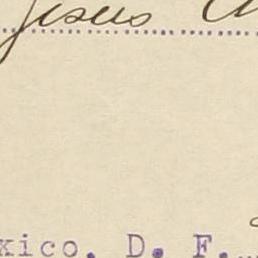 Jesus
xico, D. F.